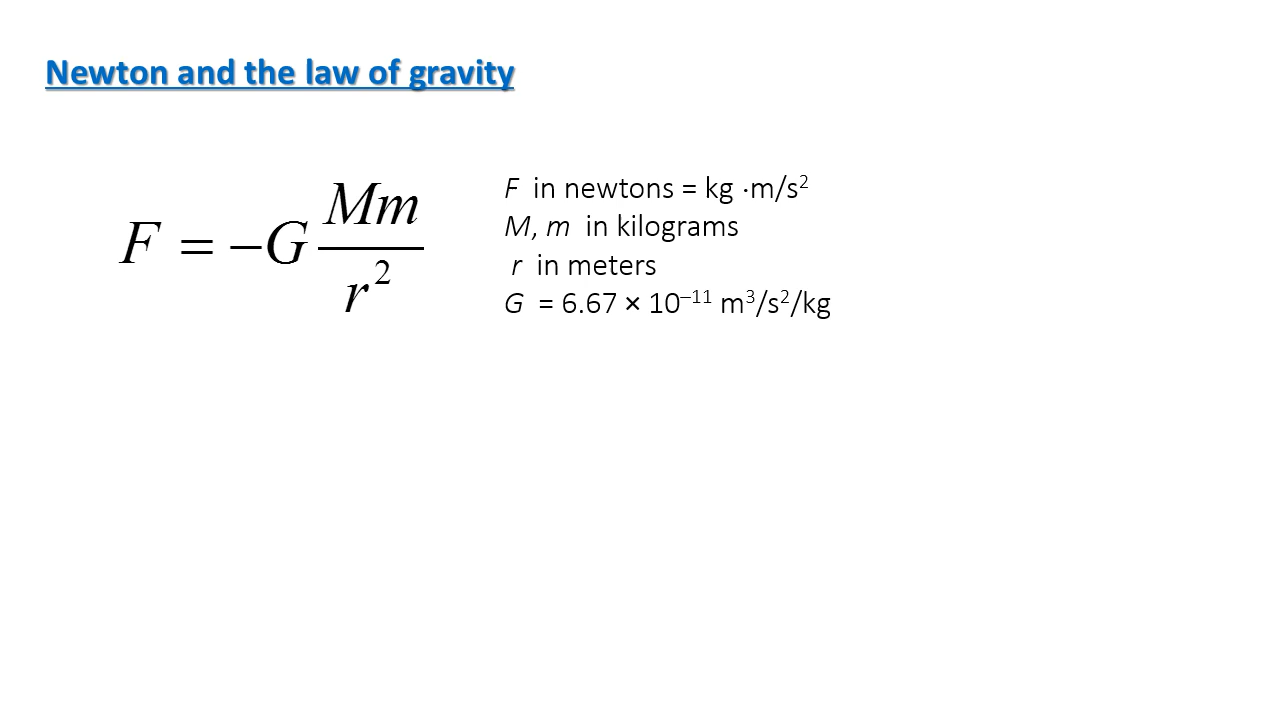 Newton and the law of gravity
F = −G Mm / r²
F in newtons = kg ·m/s²
M, m in kilograms
r in meters
G = 6.67 × 10⁻¹¹ m³/s²/kg